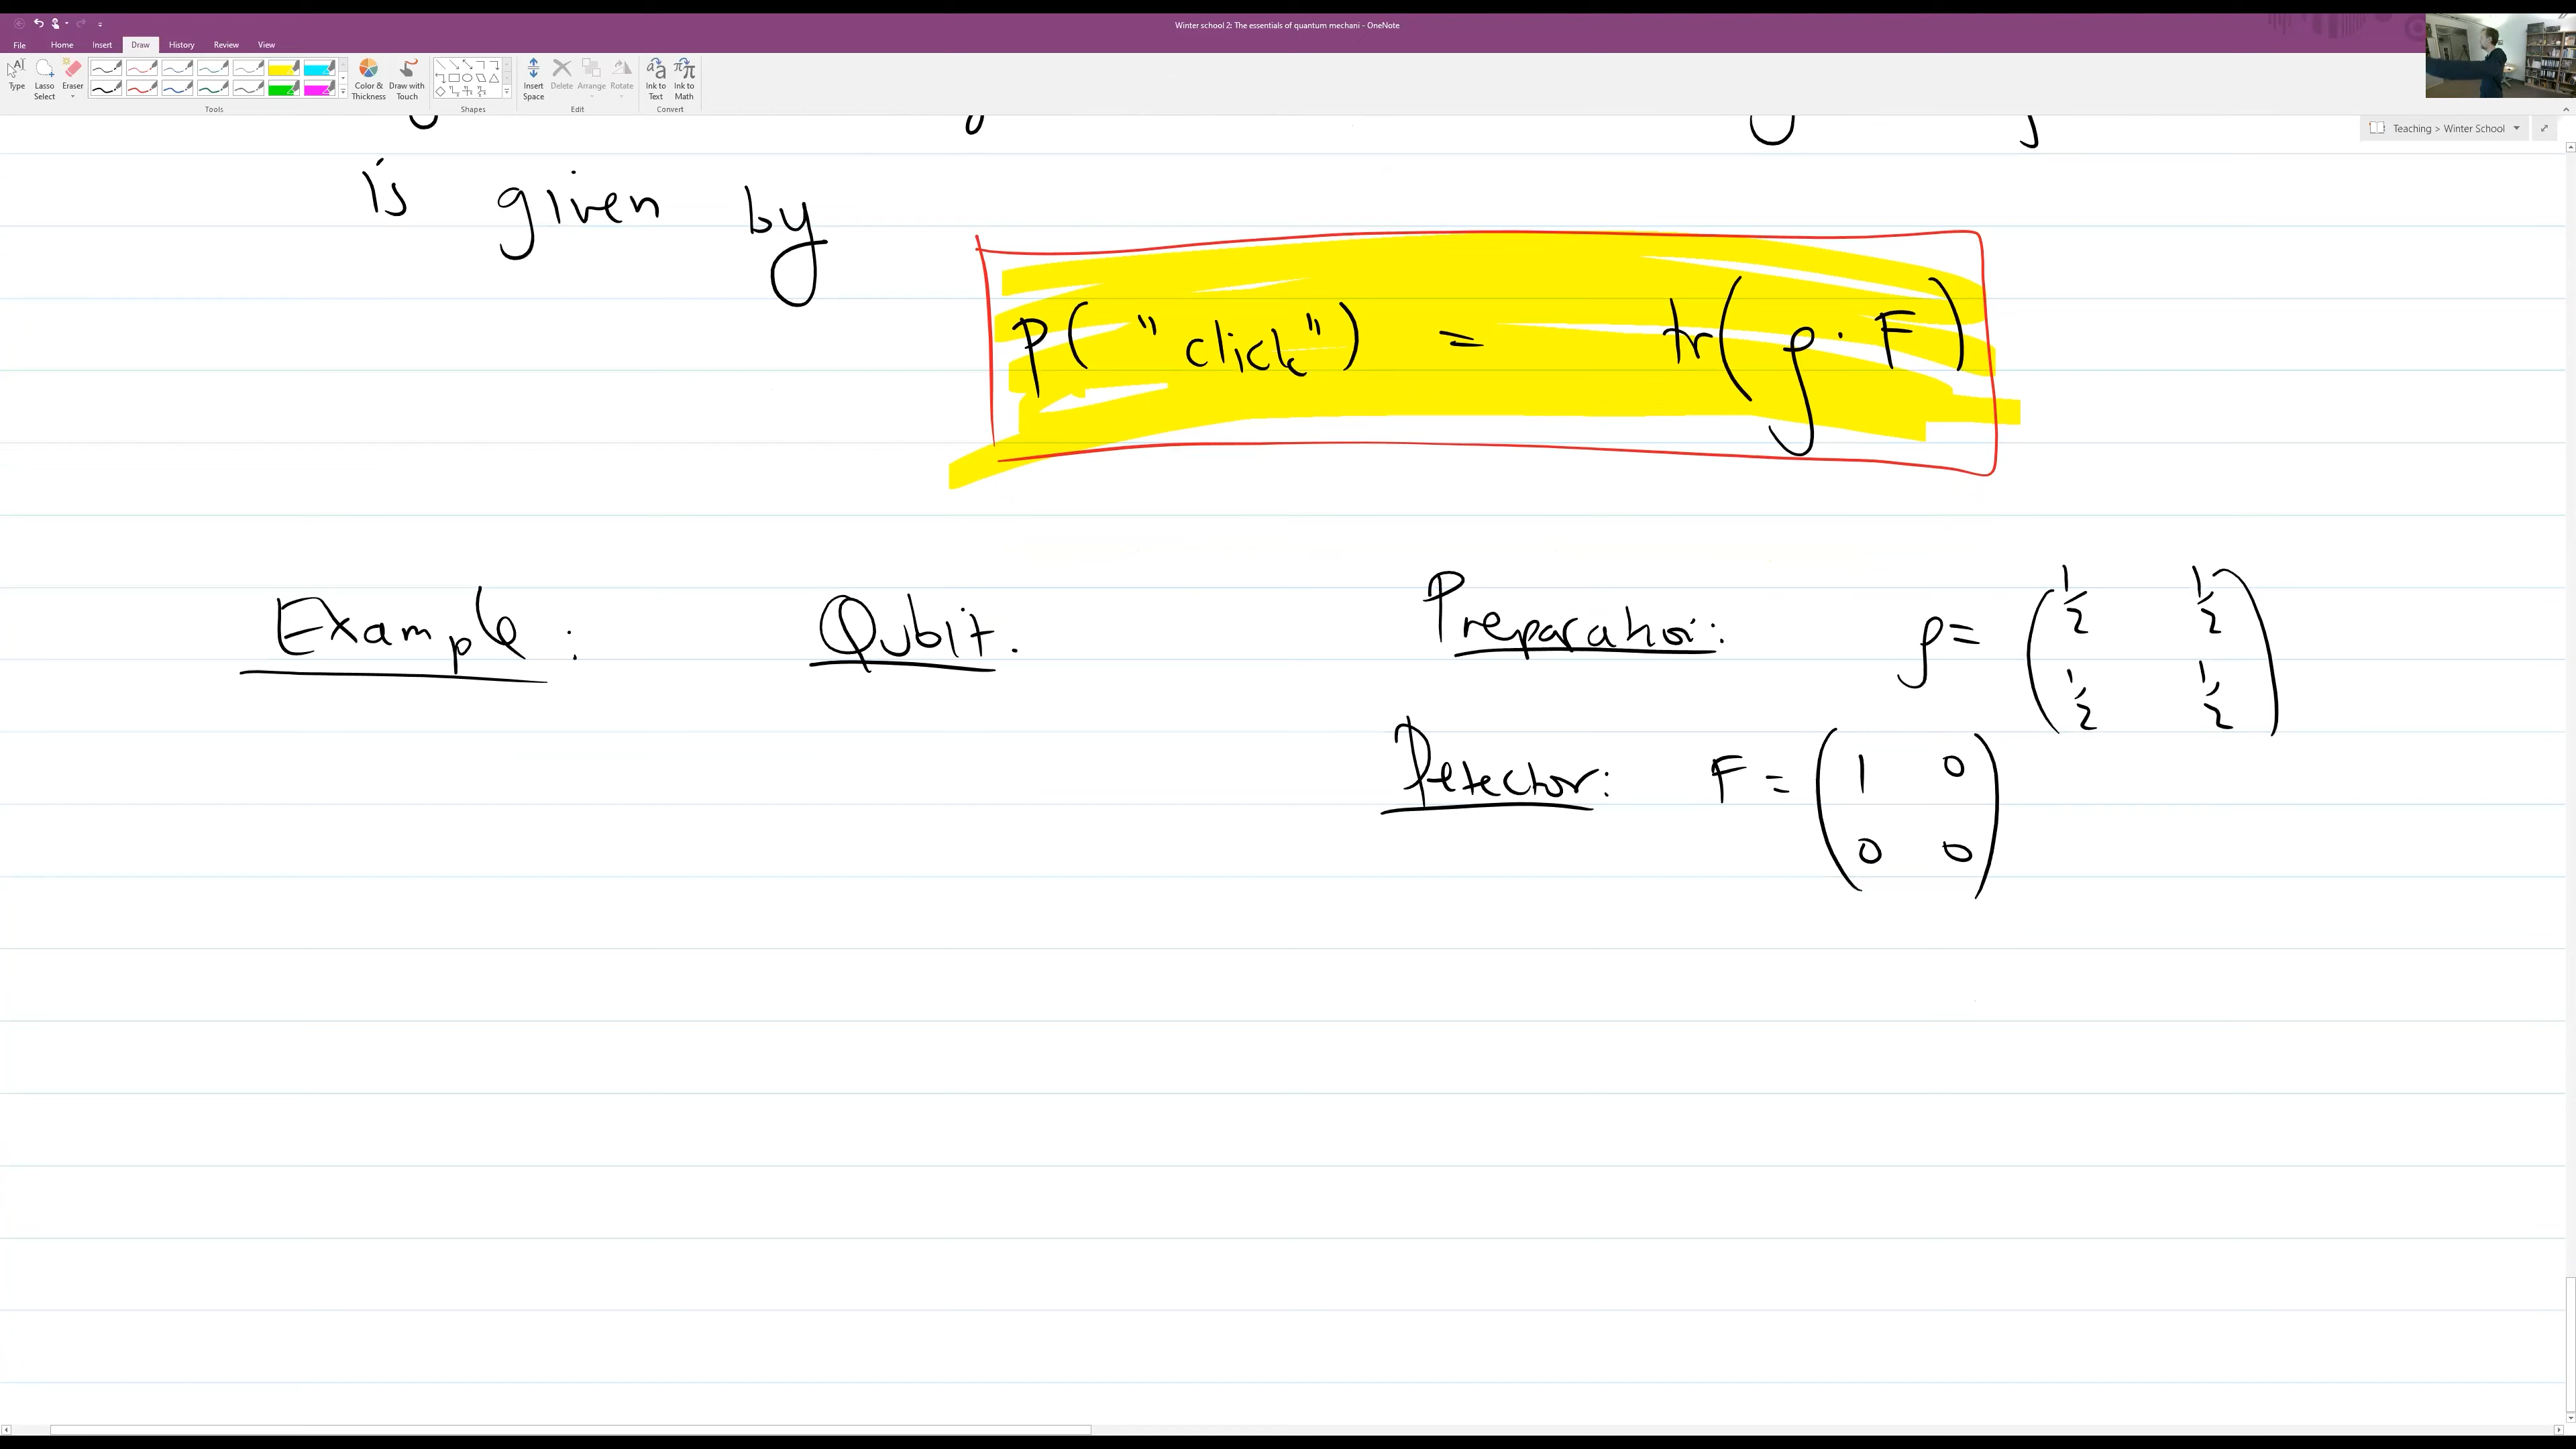 Winter school 2: The essentials of quantum mechani - OneNote
File Home Insert Draw History Review View
Type Lasso Select Eraser Color & Thickness Draw with Touch Insert Space Delete Arrange Rotate Ink to Text Ink to Math
Tools Shapes Edit Convert
Teaching > Winter School
is given by
p( "click" ) = tr( ρ · F )
Example: Qubit. Preparation: ρ = ( 1/2 1/2
1/2 1/2 )
Detector: F = ( 1 0
0 0 )